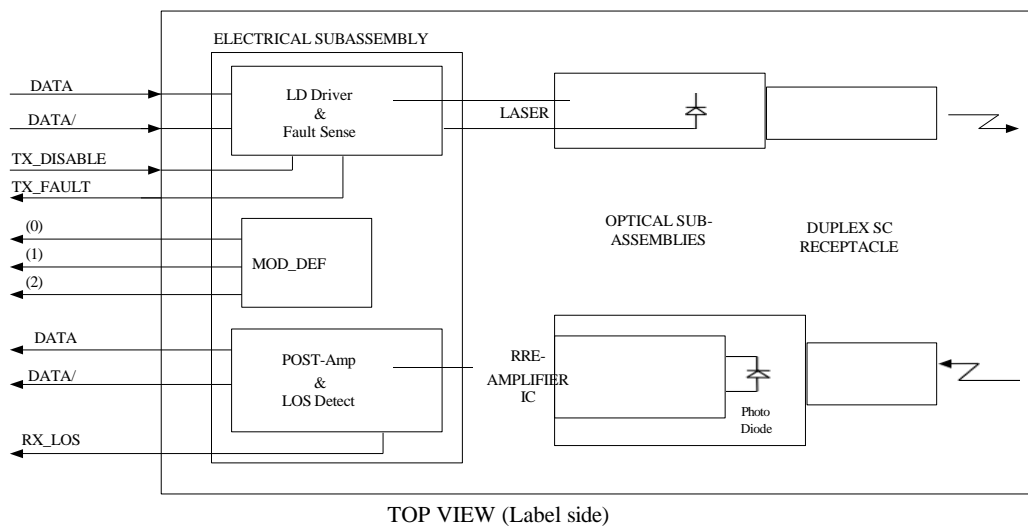 ELECTRICAL SUBASSEMBLY
DATA
DATA/
TX_DISABLE
TX_FAULT
LD Driver
&
Fault Sense
LASER
(0)
(1)
(2)
MOD_DEF
OPTICAL SUB-
ASSEMBLIES
DUPLEX SC
RECEPTACLE
DATA
DATA/
RX_LOS
POST-Amp
&
LOS Detect
RRE-
AMPLIFIER
IC
Photo
Diode
TOP VIEW (Label side)